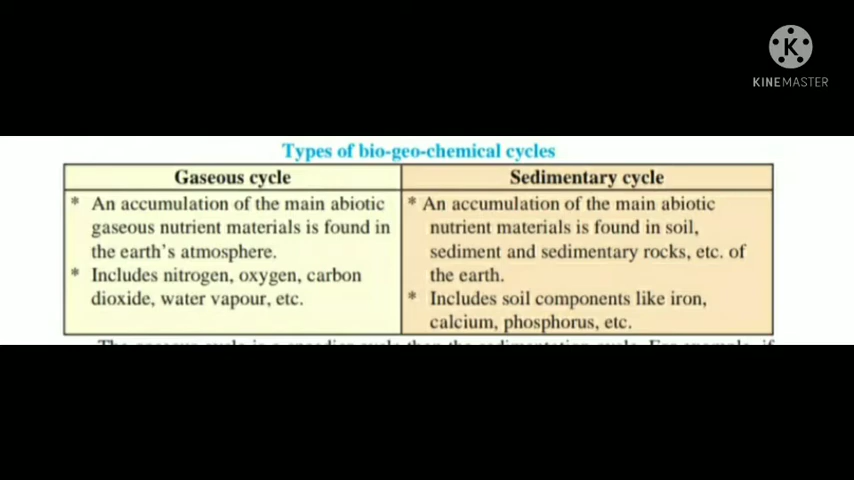 K
KINEMASTER
Types of bio-geo-chemical cycles
Gaseous cycle
* An accumulation of the main abiotic
gaseous nutrient materials is found in
the earth's atmosphere.
* Includes nitrogen, oxygen, carbon
dioxide, water vapour, etc.
Sedimentary cycle
* An accumulation of the main abiotic
nutrient materials is found in soil,
sediment and sedimentary rocks, etc. of
the earth.
* Includes soil components like iron,
calcium, phosphorus, etc.